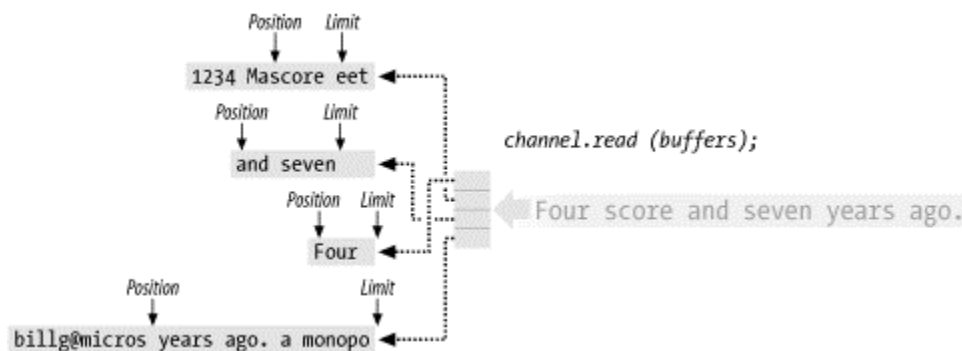 Position Limit
1234 Mascore eet
Position Limit
channel.read (buffers);
and seven
Position Limit
Four score and seven years ago.
Four
Position Limit
billg@micros years ago. a monopo